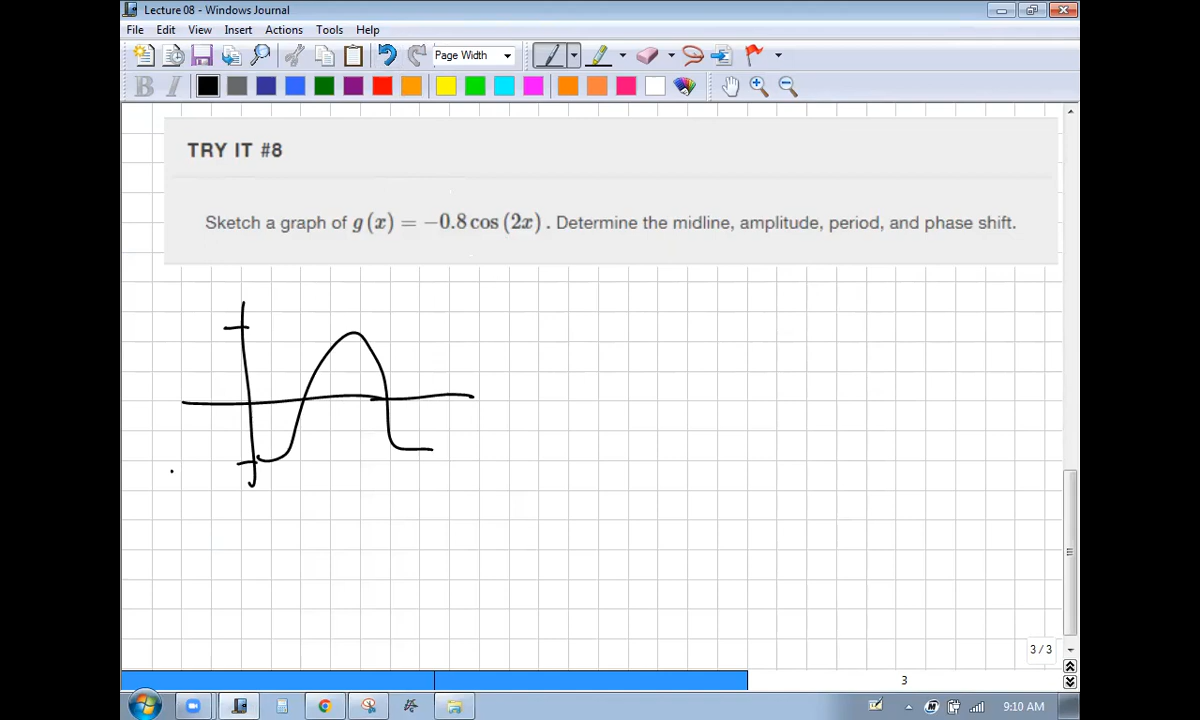 Lecture 08 - Windows Journal
File Edit View Insert Actions Tools Help
Page Width
B I
TRY IT #8
Sketch a graph of g(x) = −0.8 cos (2x) . Determine the midline, amplitude, period, and phase shift.
3 / 3
3
9:10 AM